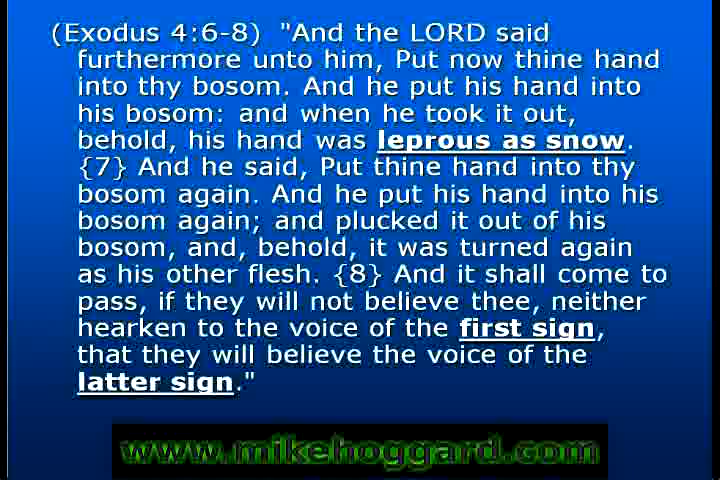 (Exodus 4:6-8) "And the LORD said
furthermore unto him, Put now thine hand
into thy bosom. And he put his hand into
his bosom: and when he took it out,
behold, his hand was leprous as snow.
{7} And he said, Put thine hand into thy
bosom again. And he put his hand into his
bosom again; and plucked it out of his
bosom, and, behold, it was turned again
as his other flesh. {8} And it shall come to
pass, if they will not believe thee, neither
hearken to the voice of the first sign,
that they will believe the voice of the
latter sign."
www.mikehoggard.com